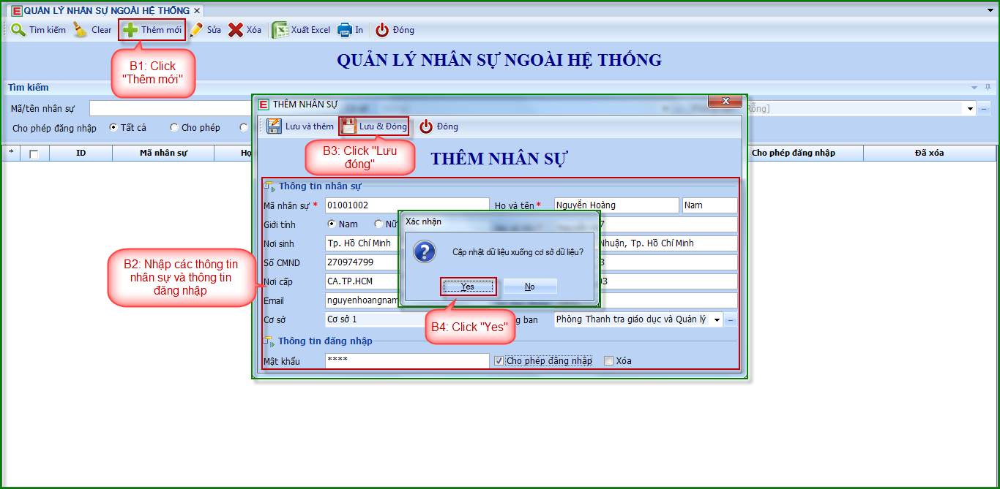 QUẢN LÝ NHÂN SỰ NGOÀI HỆ THỐNG
Tìm kiếm Clear Thêm mới Sửa Xóa Xuất Excel In Đóng
B1: Click
"Thêm mới"
QUẢN LÝ NHÂN SỰ NGOÀI HỆ THỐNG
Tìm kiếm
Mã/tên nhân sự
Rỗng]
Cho phép đăng nhập Tất cả Cho phép
* ID Mã nhân sự Họ Cho phép đăng nhập Đã xóa
THÊM NHÂN SỰ
Lưu và thêm Lưu & Đóng Đóng
B3: Click "Lưu
đóng"
THÊM NHÂN SỰ
Thông tin nhân sự
Mã nhân sự * 01001002 Họ và tên * Nguyễn Hoàng Nam
Giới tính Nam Nữ 7
Nơi sinh Tp. Hồ Chí Minh Nhuận, Tp. Hồ Chí Minh
Số CMND 270974799 3
Nơi cấp CA.TP.HCM 03
Email nguyenhoangnam
Cơ sở Cơ sở 1 g ban Phòng Thanh tra giáo dục và Quản lý
Thông tin đăng nhập
Mật khẩu **** Cho phép đăng nhập Xóa
B2: Nhập các thông tin
nhân sự và thông tin
đăng nhập
Xác nhận
Cập nhật dữ liệu xuống cơ sở dữ liệu?
Yes No
B4: Click "Yes"